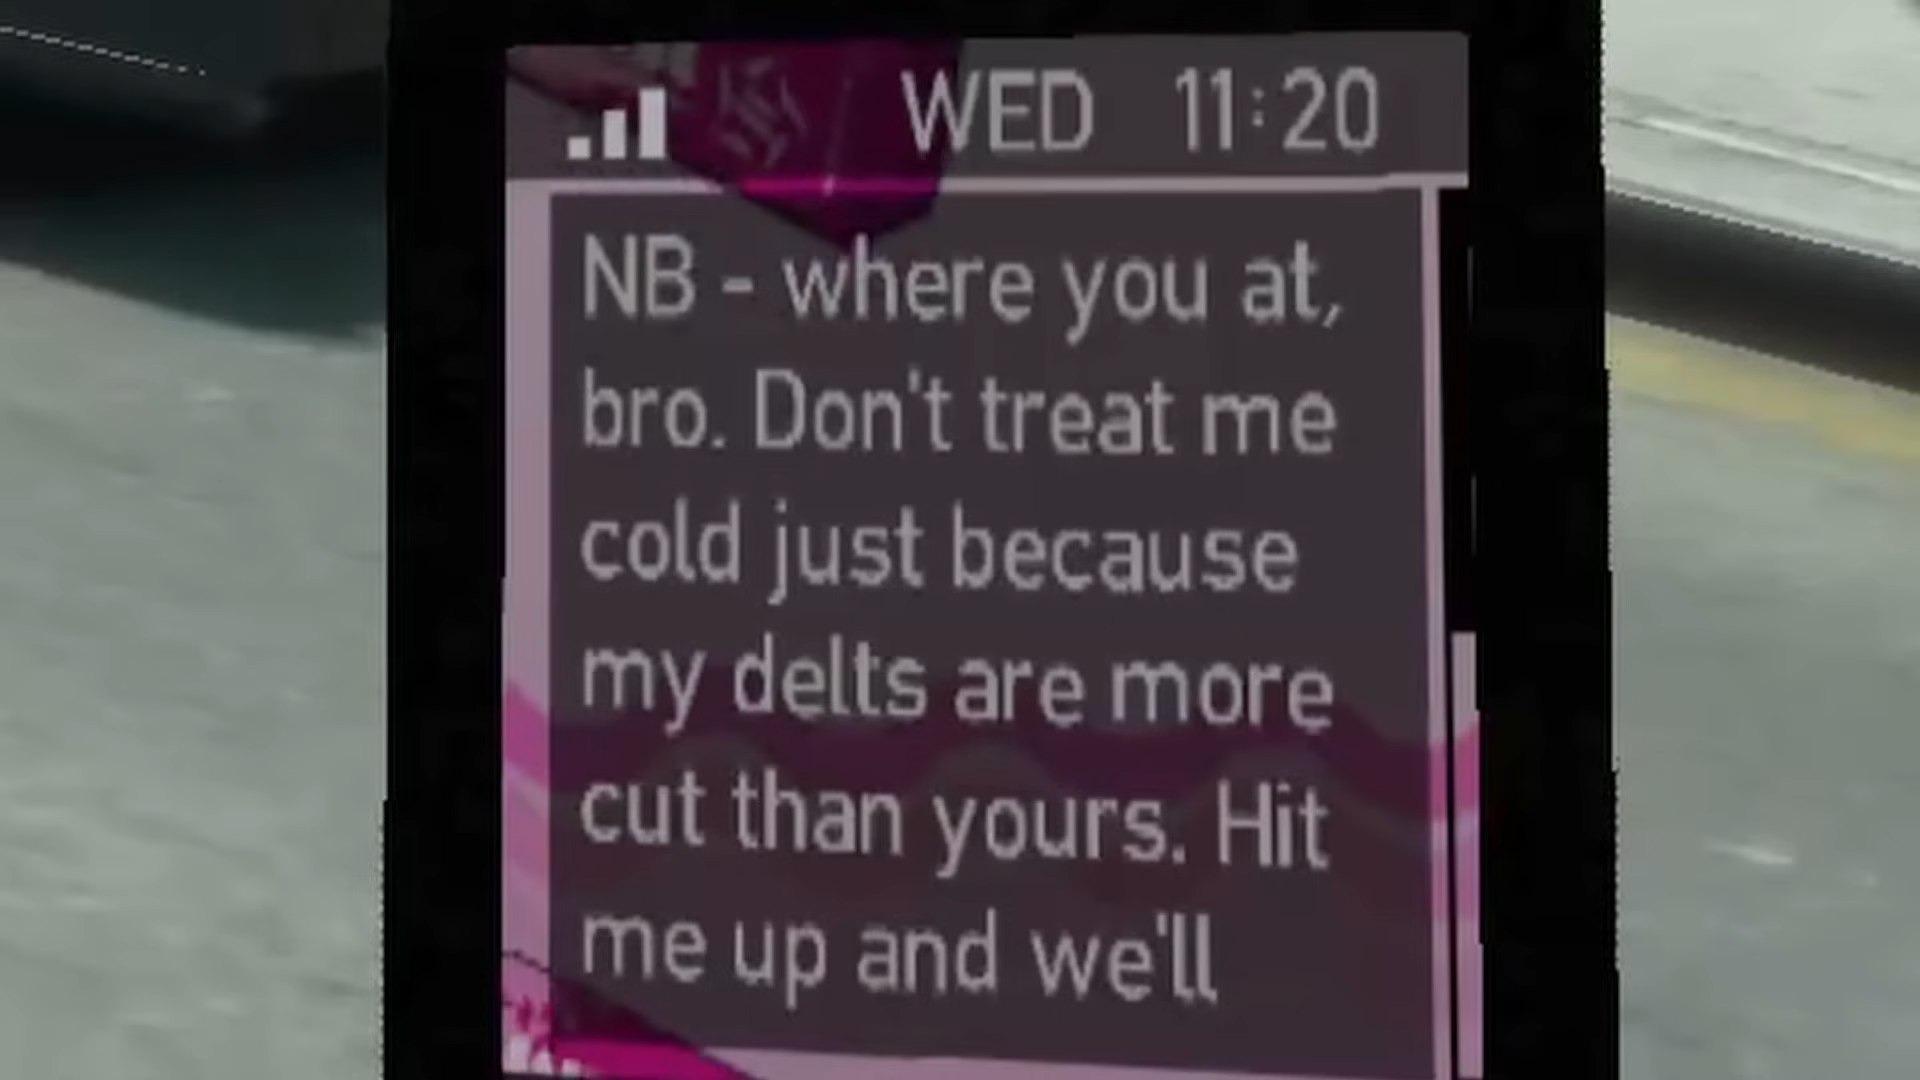 WED 11:20
NB - where you at,
bro. Don't treat me
cold just because
my delts are more
cut than yours. Hit
me up and we'll